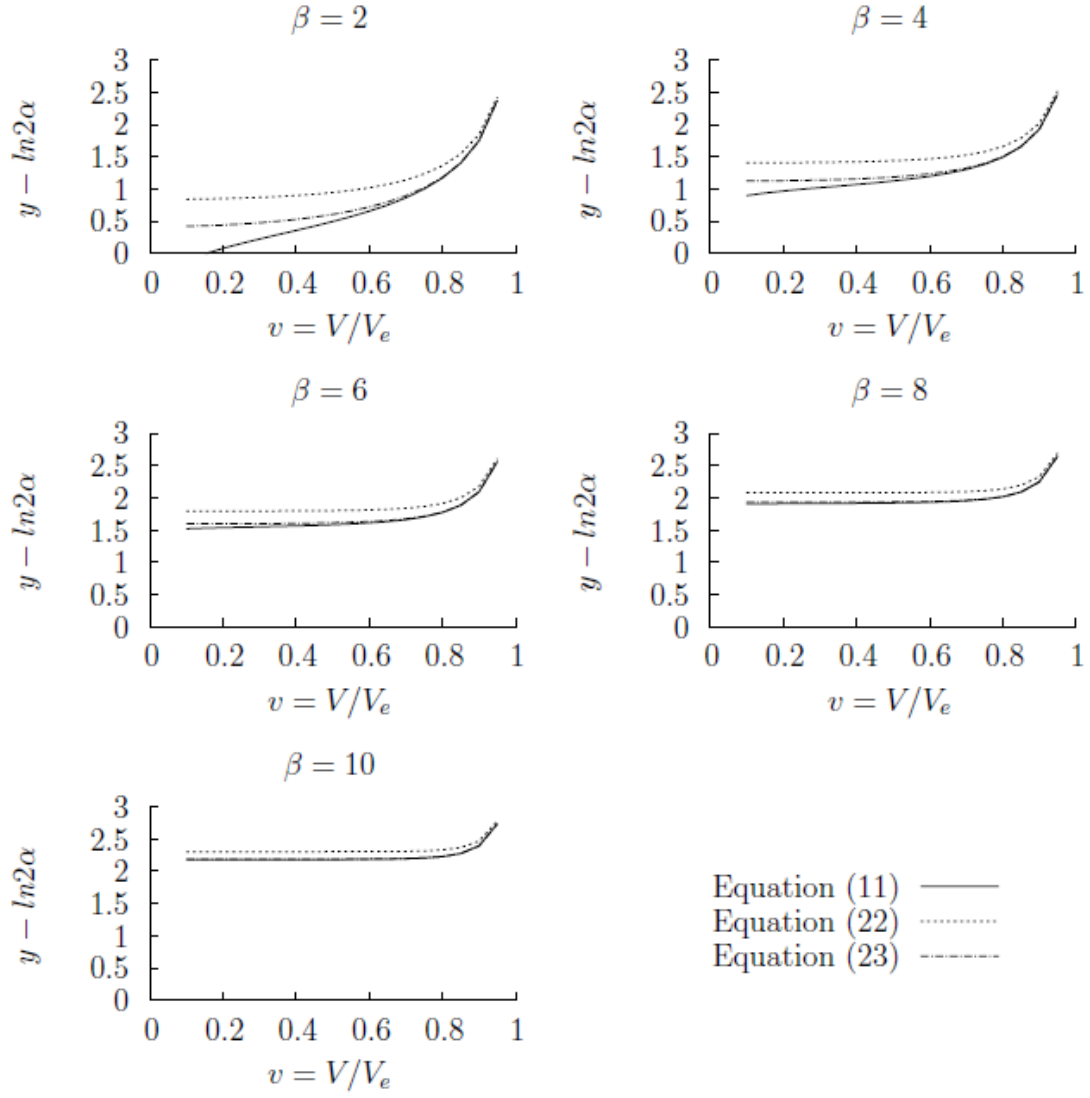 β = 2
y − ln2α
3
2.5
2
1.5
1
0.5
0
0 0.2 0.4 0.6 0.8 1
v = V/Ve
β = 4
y − ln2α
3
2.5
2
1.5
1
0.5
0
0 0.2 0.4 0.6 0.8 1
v = V/Ve
β = 6
y − ln2α
3
2.5
2
1.5
1
0.5
0
0 0.2 0.4 0.6 0.8 1
v = V/Ve
β = 8
y − ln2α
3
2.5
2
1.5
1
0.5
0
0 0.2 0.4 0.6 0.8 1
v = V/Ve
β = 10
y − ln2α
3
2.5
2
1.5
1
0.5
0
0 0.2 0.4 0.6 0.8 1
v = V/Ve
Equation (11)
Equation (22)
Equation (23)